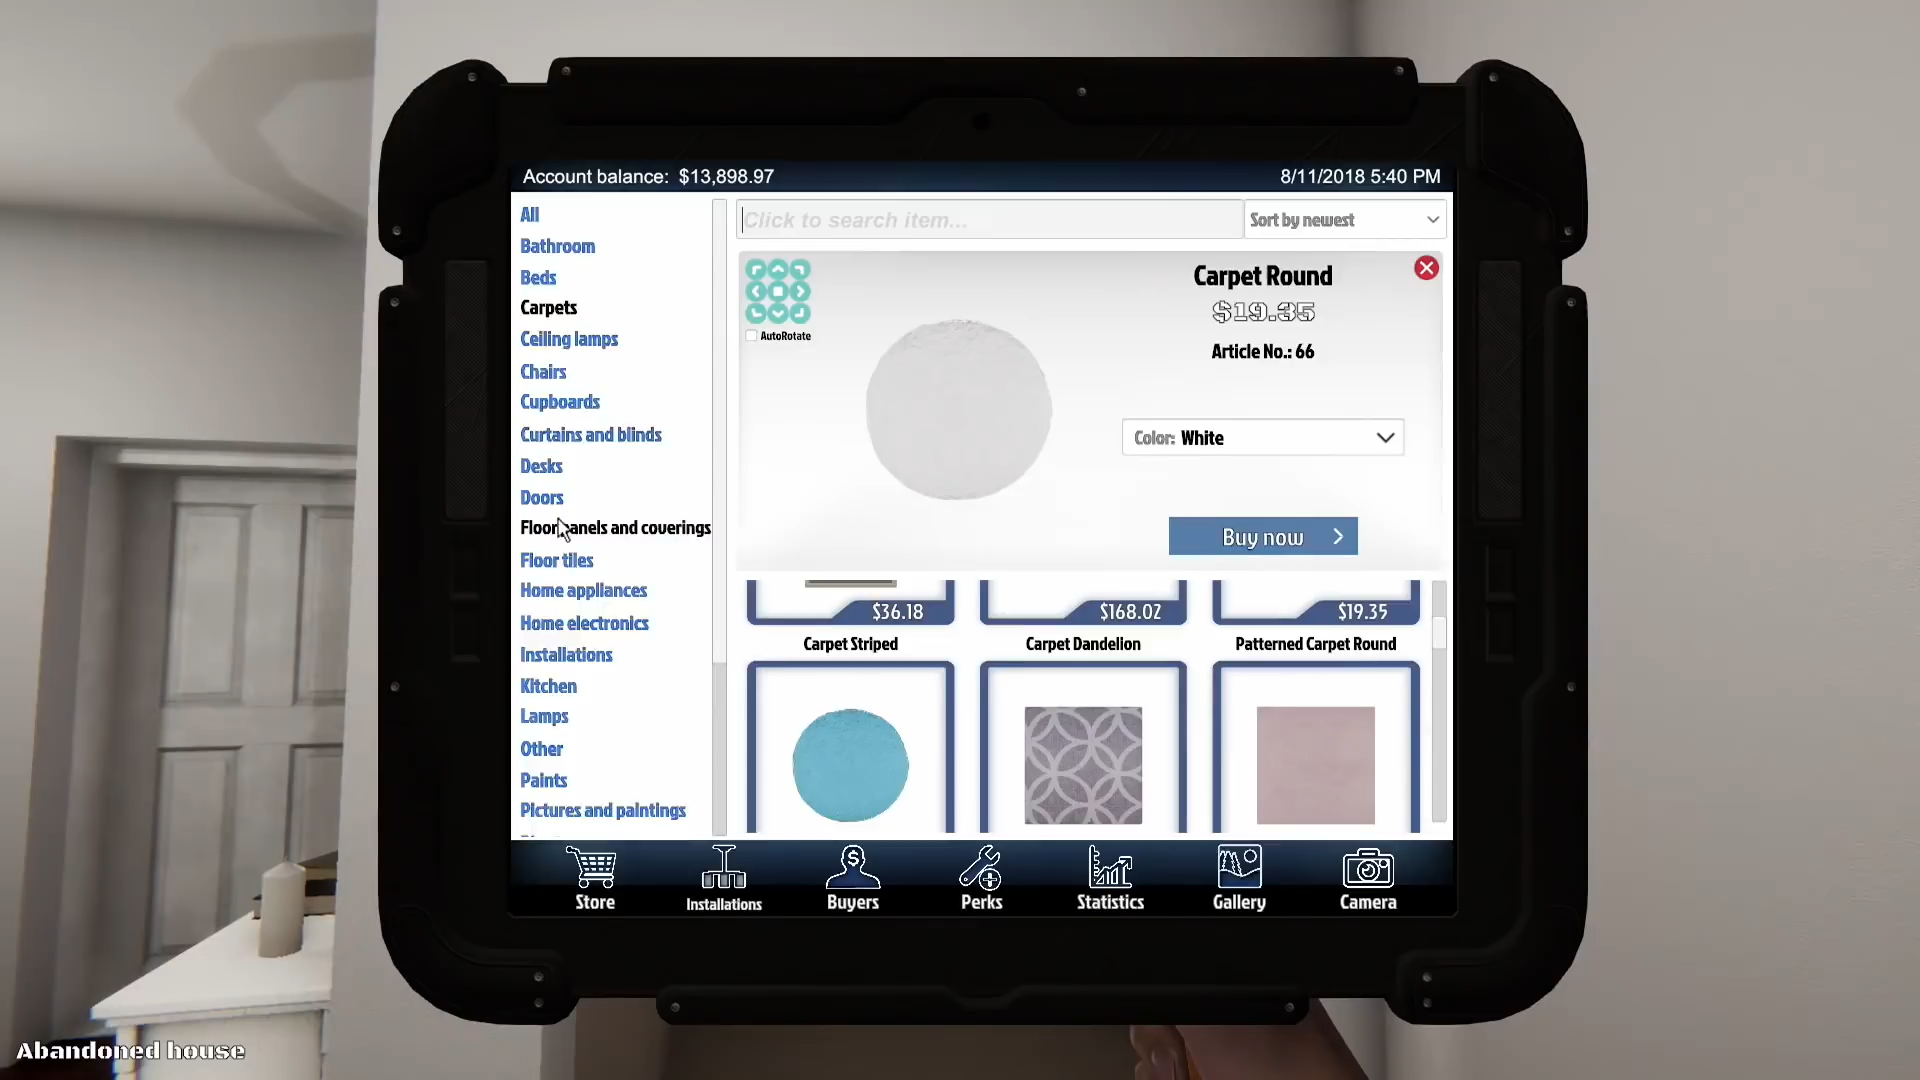 Account balance: $13,898.97
8/11/2018 5:40 PM
All
Bathroom
Beds
Carpets
Ceiling lamps
Chairs
Cupboards
Curtains and blinds
Desks
Doors
Floor panels and coverings
Floor tiles
Home appliances
Home electronics
Installations
Kitchen
Lamps
Other
Paints
Pictures and paintings
Click to search item...
Sort by newest
AutoRotate
Carpet Round
$19.35
Article No.: 66
Color: White
Buy now
$36.18
$168.02
$19.35
Carpet Striped
Carpet Dandelion
Patterned Carpet Round
Store
Installations
Buyers
Perks
Statistics
Gallery
Camera
Abandoned house